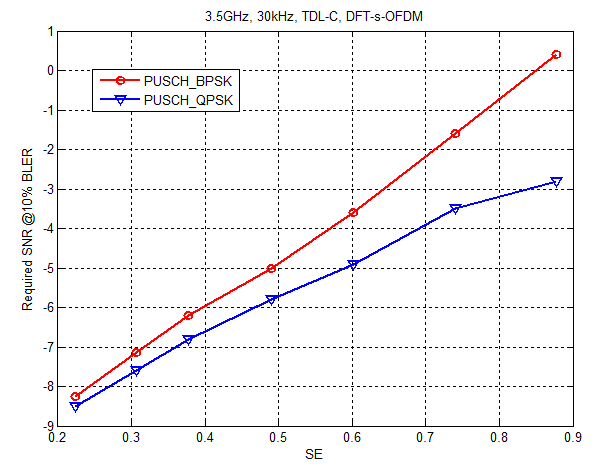 3.5GHz, 30kHz, TDL-C, DFT-s-OFDM
1
0
-1
-2
-3
-4
-5
-6
-7
-8
-9
Required SNR @10% BLER
PUSCH_BPSK
PUSCH_QPSK
0.2 0.3 0.4 0.5 0.6 0.7 0.8 0.9
SE